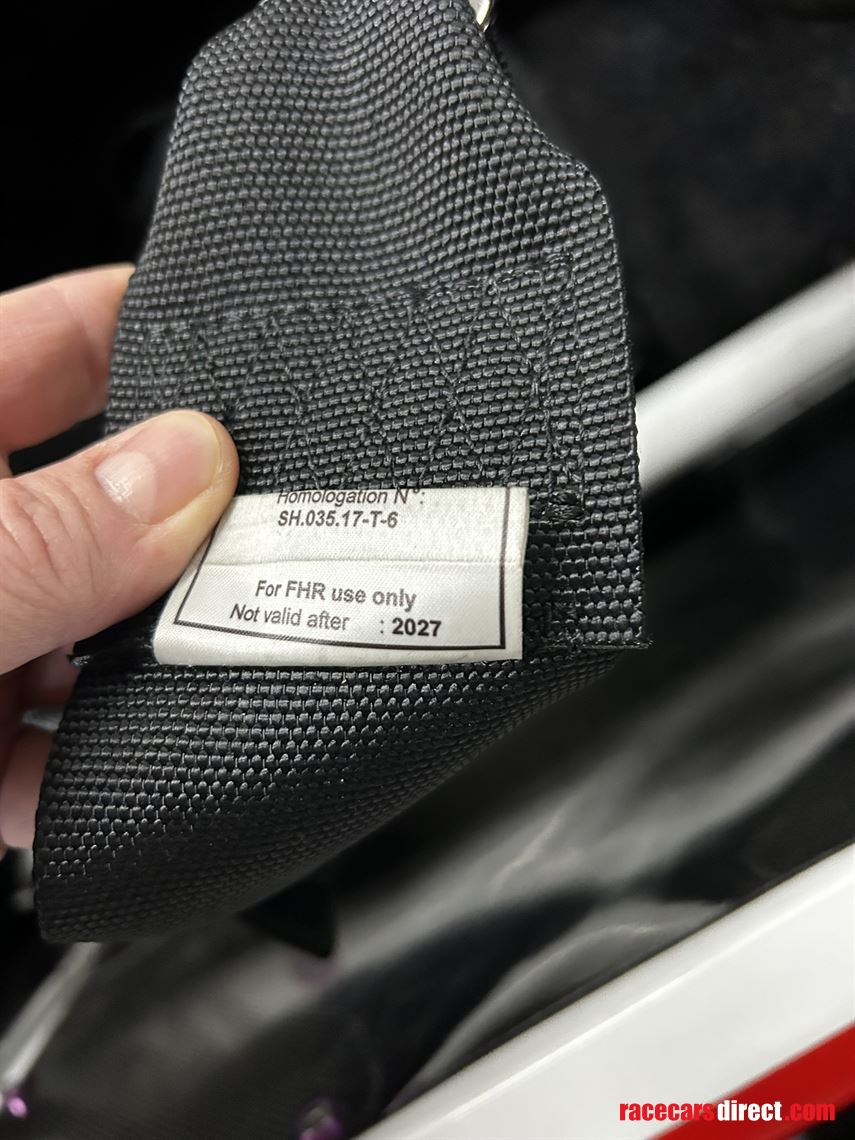 Homologation N°:
SH.035.17-T-6
For FHR use only
Not valid after : 2027
racecarsdirect.com